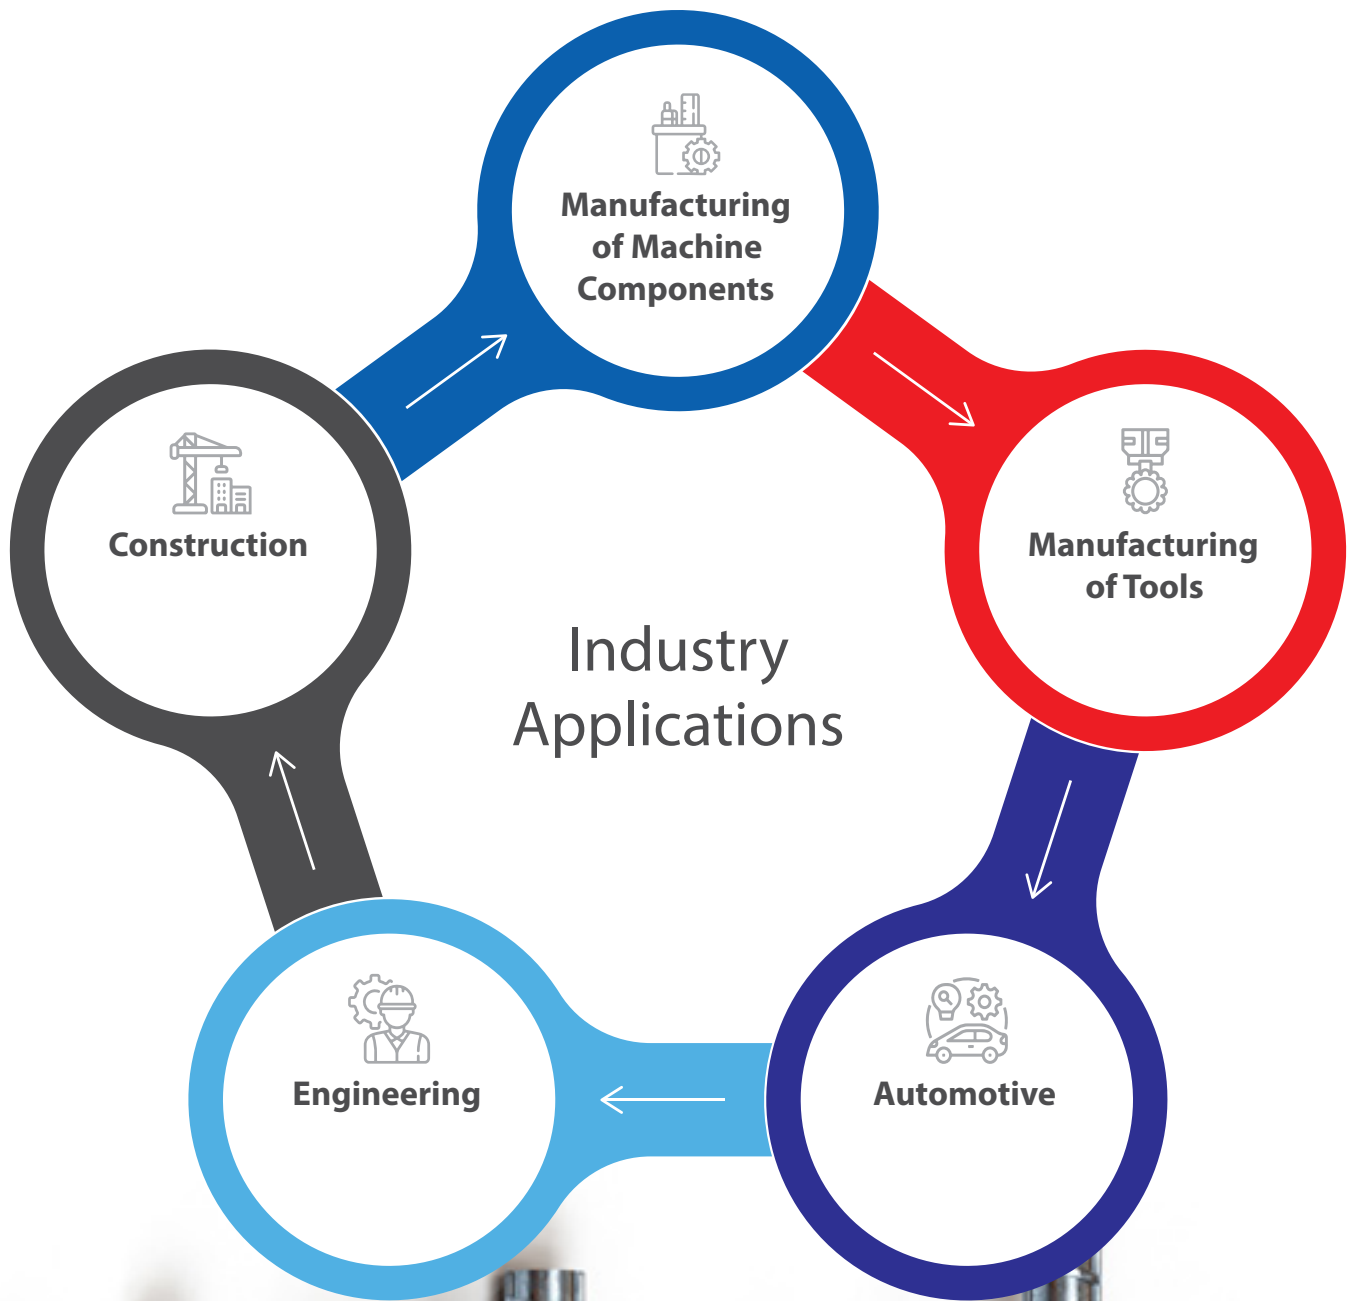 Manufacturing
of Machine
Components
Manufacturing
of Tools
Automotive
Engineering
Construction
Industry
Applications